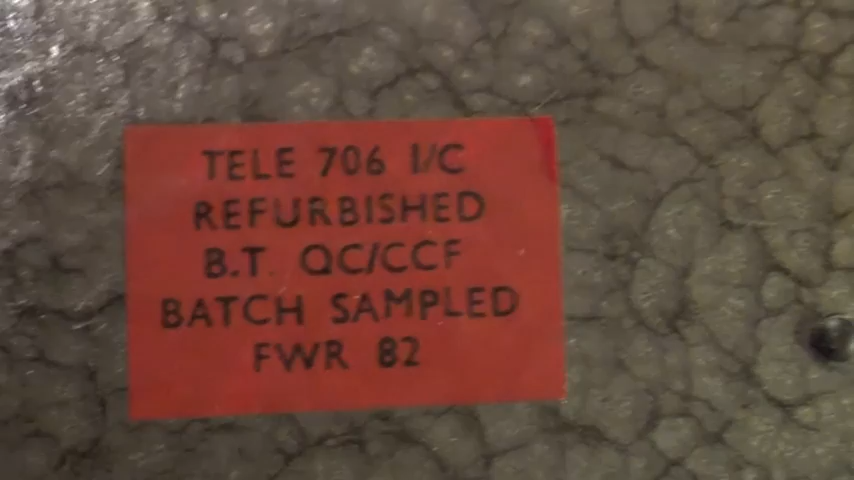 TELE 706 I/C
REFURBISHED
B.T. QC/CCF
BATCH SAMPLED
FWR 82